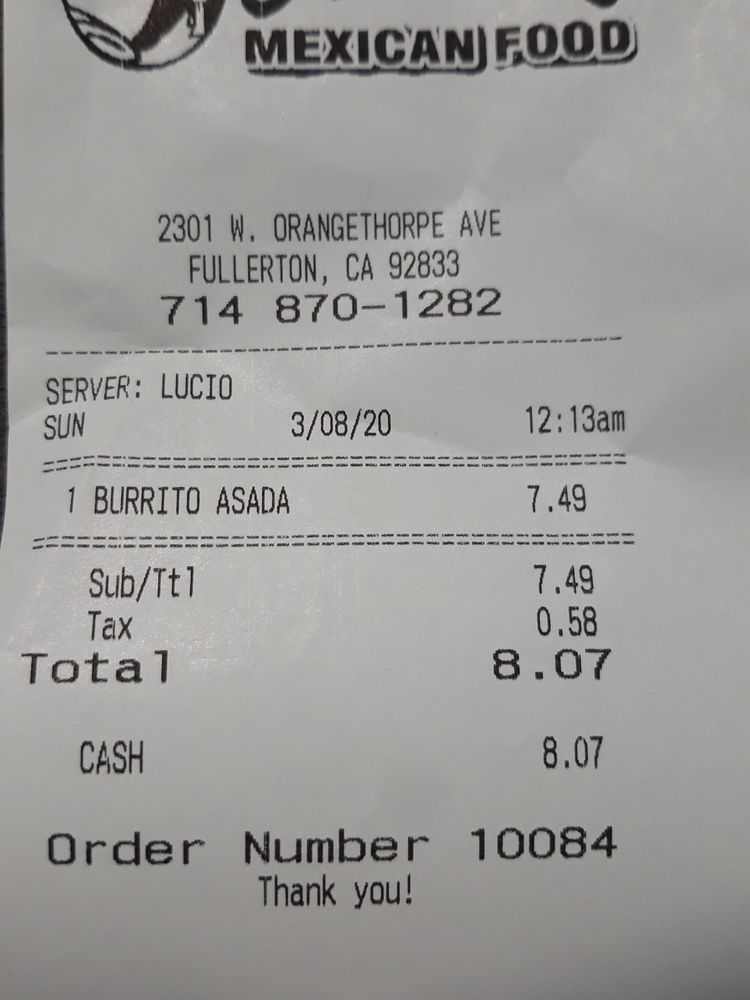 MEXICAN FOOD
2301 W. ORANGETHORPE AVE
FULLERTON, CA 92833
714 870-1282
SERVER: LUCIO
SUN 3/08/20 12:13am
1 BURRITO ASADA 7.49
Sub/Ttl 7.49
Tax 0.58
Total 8.07
CASH 8.07
Order Number 10084
Thank you!